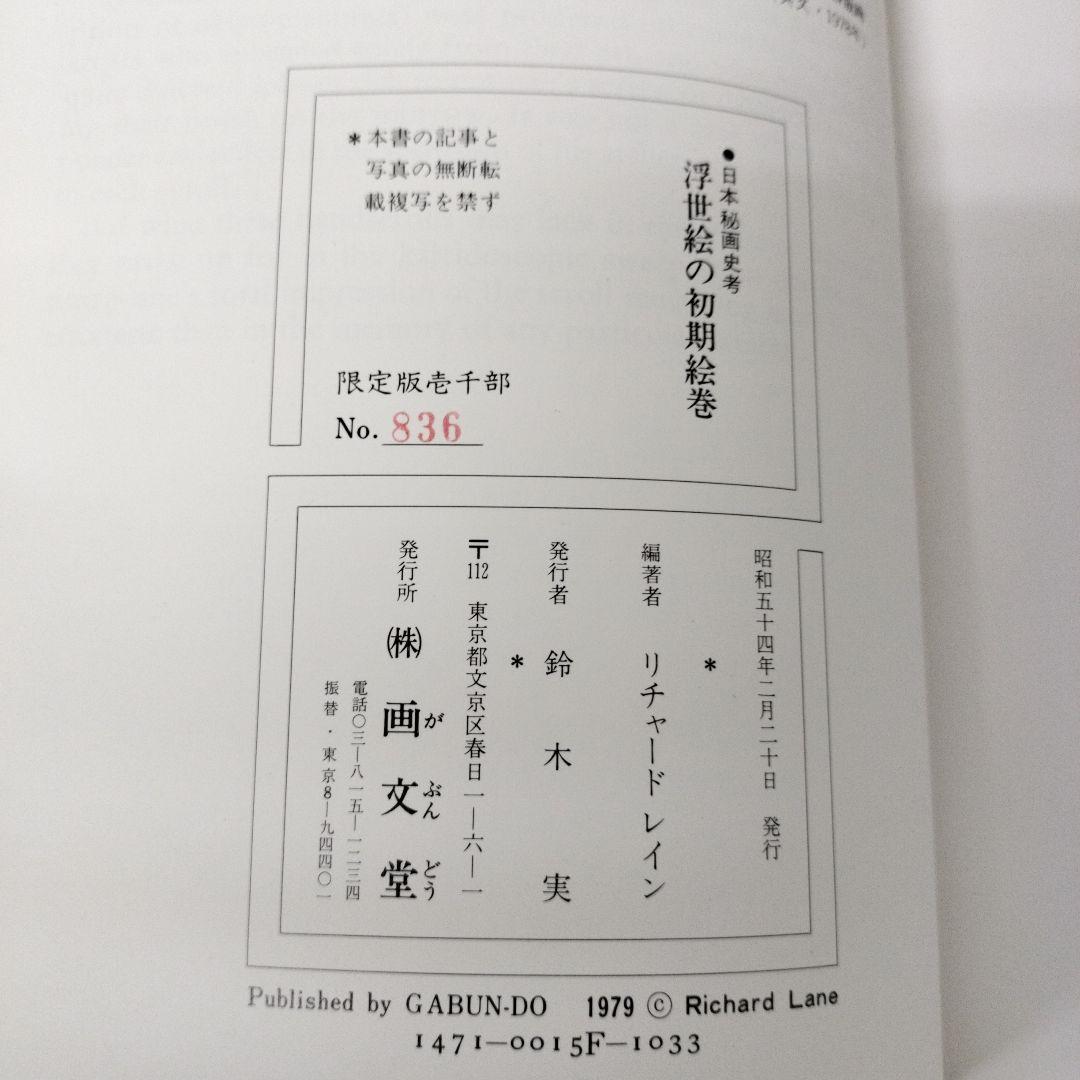 ●日本秘画史考
浮世絵の初期絵巻
*本書の記事と
写真の無断転
載複写を禁ず
限定版壱千部
No. 836
昭和五十四年二月二十日 発行
*
編著者 リチャード レイン
発行者 鈴木 実
*
〒112 東京都文京区春日一―六―一
発行所 ㈱画文堂
がぶんどう
電話〇三―八一五―一二三四
振替・東京8―九四四〇一
Published by GABUN-DO 1979 © Richard Lane
1471―0015F―1033